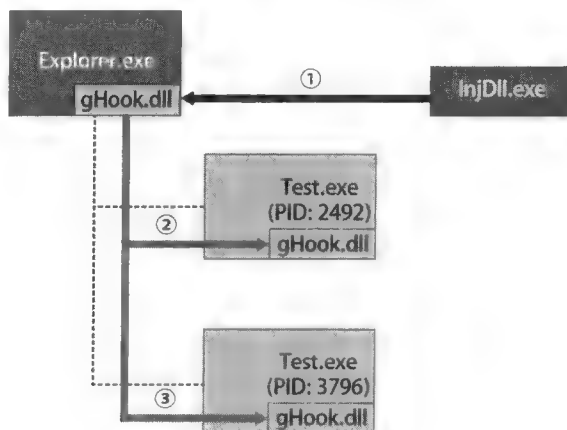 Explorer.exe
gHook.dll
①
InjDll.exe
Test.exe
(PID: 2492)
②
gHook.dll
Test.exe
(PID: 3796)
③
gHook.dll